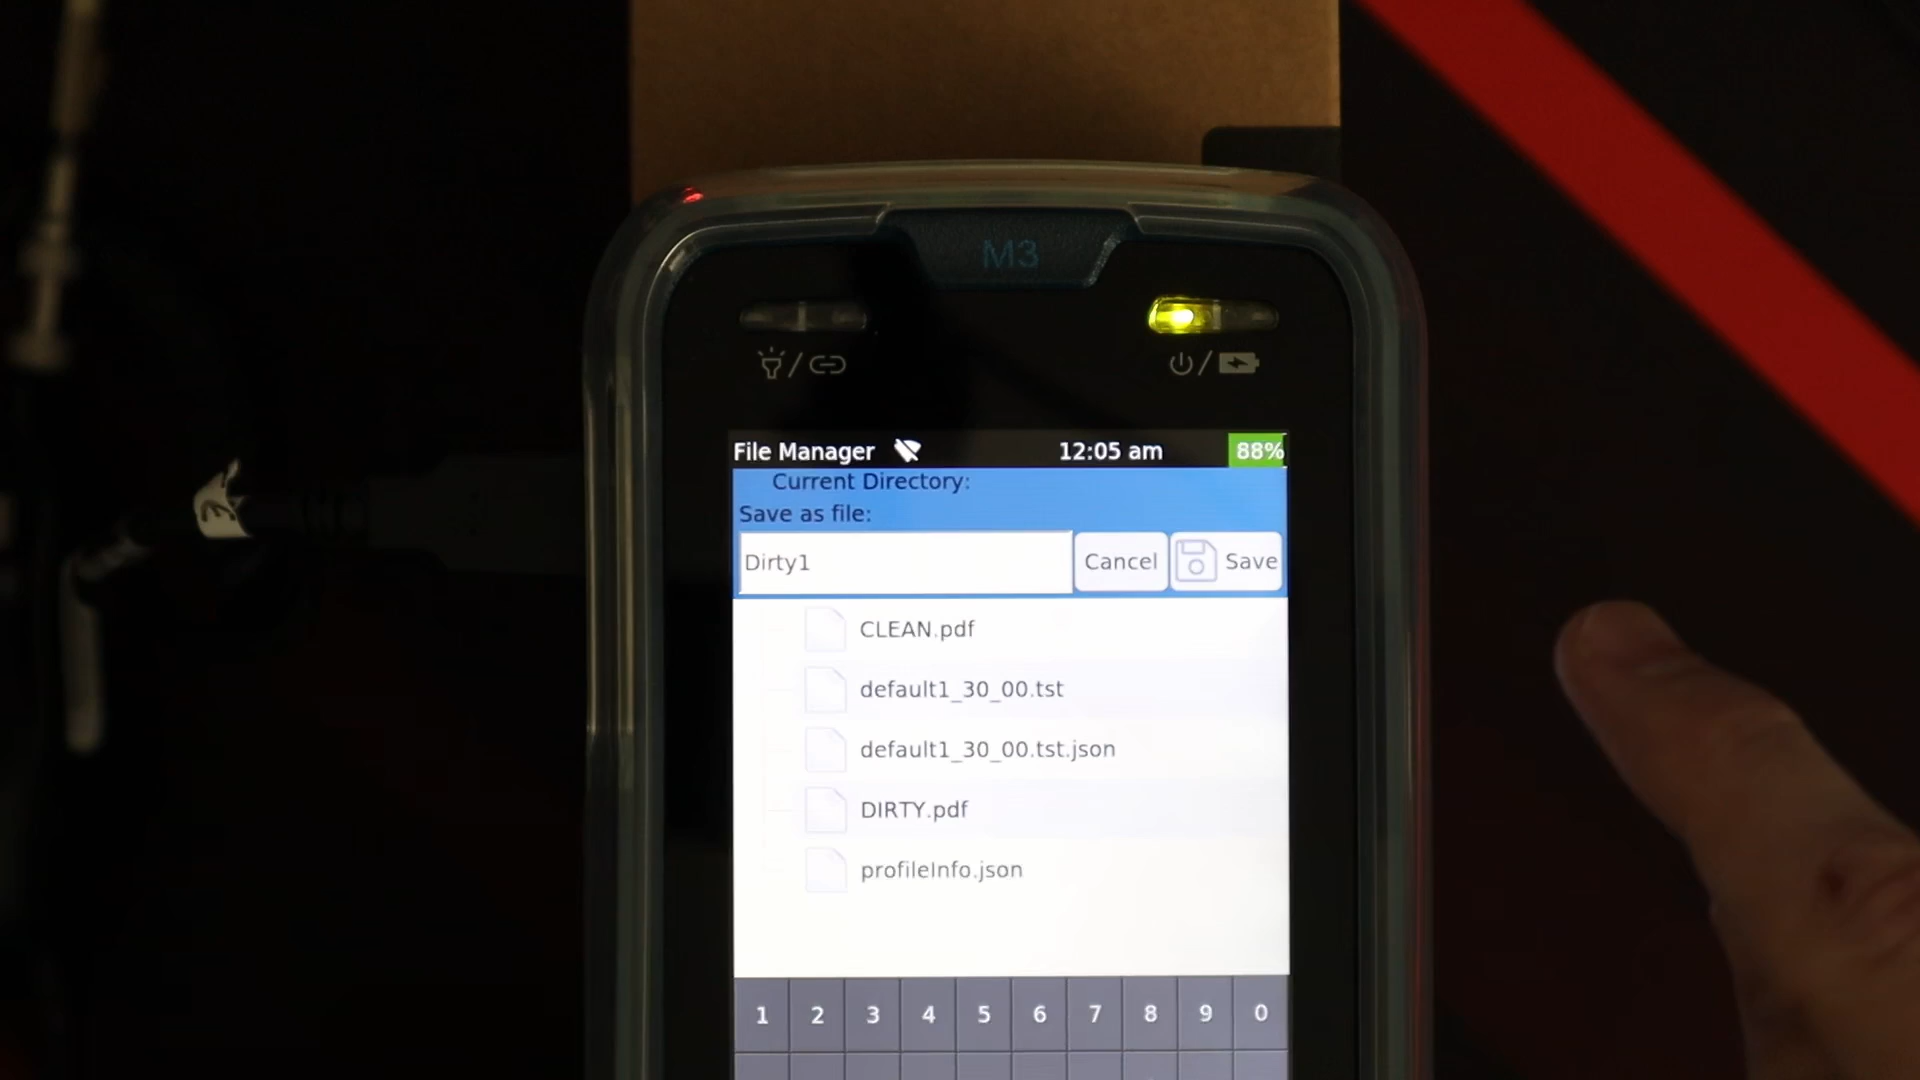 M3
File Manager 12:05 am 88%
Current Directory:
Save as file:
Dirty1 Cancel Save
CLEAN.pdf
default1_30_00.tst
default1_30_00.tst.json
DIRTY.pdf
profileInfo.json
1 2 3 4 5 6 7 8 9 0